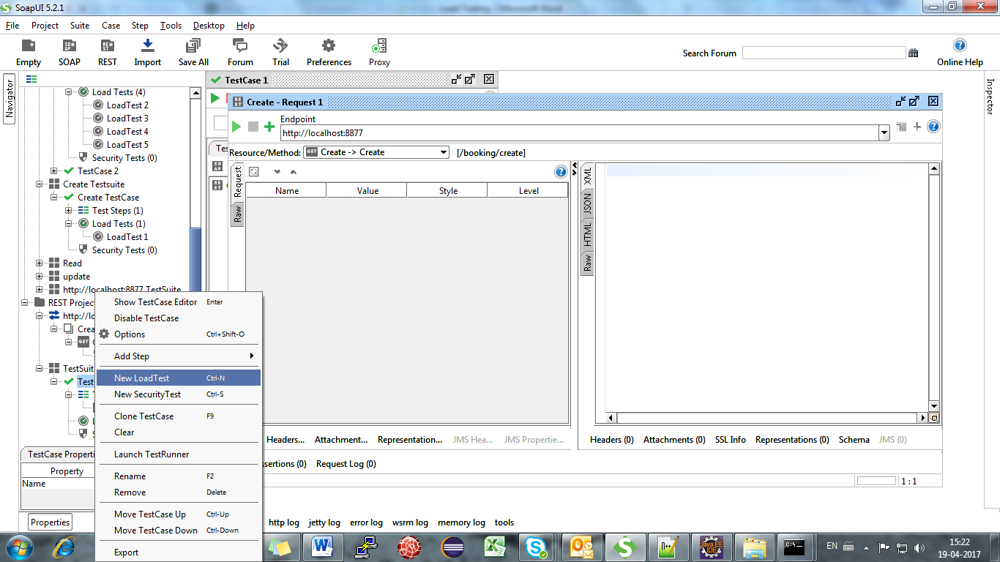 SoapUI 5.2.1
Load Testing - Microsoft Word
File Project Suite Case Step Tools Desktop Help
Empty SOAP REST Import Save All Forum Trial Preferences Proxy
Search Forum
Online Help
Navigator
Inspector
Load Tests (4)
LoadTest 2
LoadTest 3
LoadTest 4
LoadTest 5
Security Tests (0)
TestCase 2
Create Testsuite
Create TestCase
Test Steps (1)
Load Tests (1)
LoadTest 1
Security Tests (0)
Read
update
http://localhost:8877 TestSuite
REST Projec
http://lo
Crea
GET
TestSuit
Test
TestCase Properti
Property
Name
Properties
Show TestCase Editor Enter
Disable TestCase
Options Ctrl+Shift-O
Add Step
New LoadTest Ctrl-N
New SecurityTest Ctrl-S
Clone TestCase F9
Clear
Launch TestRunner
Rename F2
Remove Delete
Move TestCase Up Ctrl-Up
Move TestCase Down Ctrl-Down
Export
TestCase 1
Tes
Create - Request 1
Endpoint
http://localhost:8877
Resource/Method: GET Create -> Create [/booking/create]
Request
Raw
Name Value Style Level
XML
JSON
HTML
Raw
Headers... Attachment... Representation... JMS Hea... JMS Propertie...
Headers (0) Attachments (0) SSL Info Representations (0) Schema JMS (0)
ssertions (0) Request Log (0)
1 : 1
http log jetty log error log wsrm log memory log tools
Java EE
IDE
EN
15:22
19-04-2017